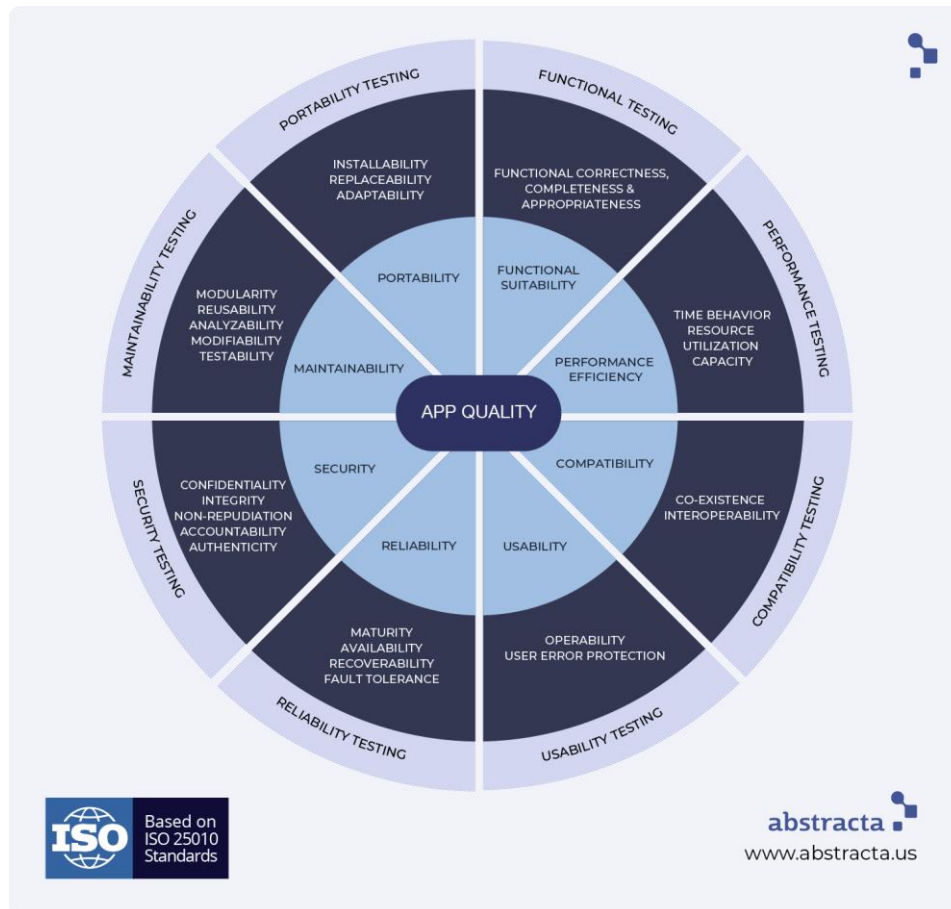 PORTABILITY TESTING
FUNCTIONAL TESTING
INSTALLABILITY
REPLACEABILITY
ADAPTABILITY
FUNCTIONAL CORRECTNESS,
COMPLETENESS &
APPROPRIATENESS
MAINTAINABILITY TESTING
PERFORMANCE TESTING
PORTABILITY
FUNCTIONAL
SUITABILITY
MODULARITY
REUSABILITY
ANALYZABILITY
MODIFIABILITY
TESTABILITY
TIME BEHAVIOR
RESOURCE
UTILIZATION
CAPACITY
MAINTAINABILITY
PERFORMANCE
EFFICIENCY
APP QUALITY
SECURITY
COMPATIBILITY
SECURITY TESTING
CONFIDENTIALITY
INTEGRITY
NON-REPUDIATION
ACCOUNTABILITY
AUTHENTICITY
CO-EXISTENCE
INTEROPERABILITY
COMPATIBILITY TESTING
RELIABILITY
USABILITY
MATURITY
AVAILABILITY
RECOVERABILITY
FAULT TOLERANCE
OPERABILITY
USER ERROR PROTECTION
RELIABILITY TESTING
USABILITY TESTING
ISO
Based on
ISO 25010
Standards
abstracta
www.abstracta.us